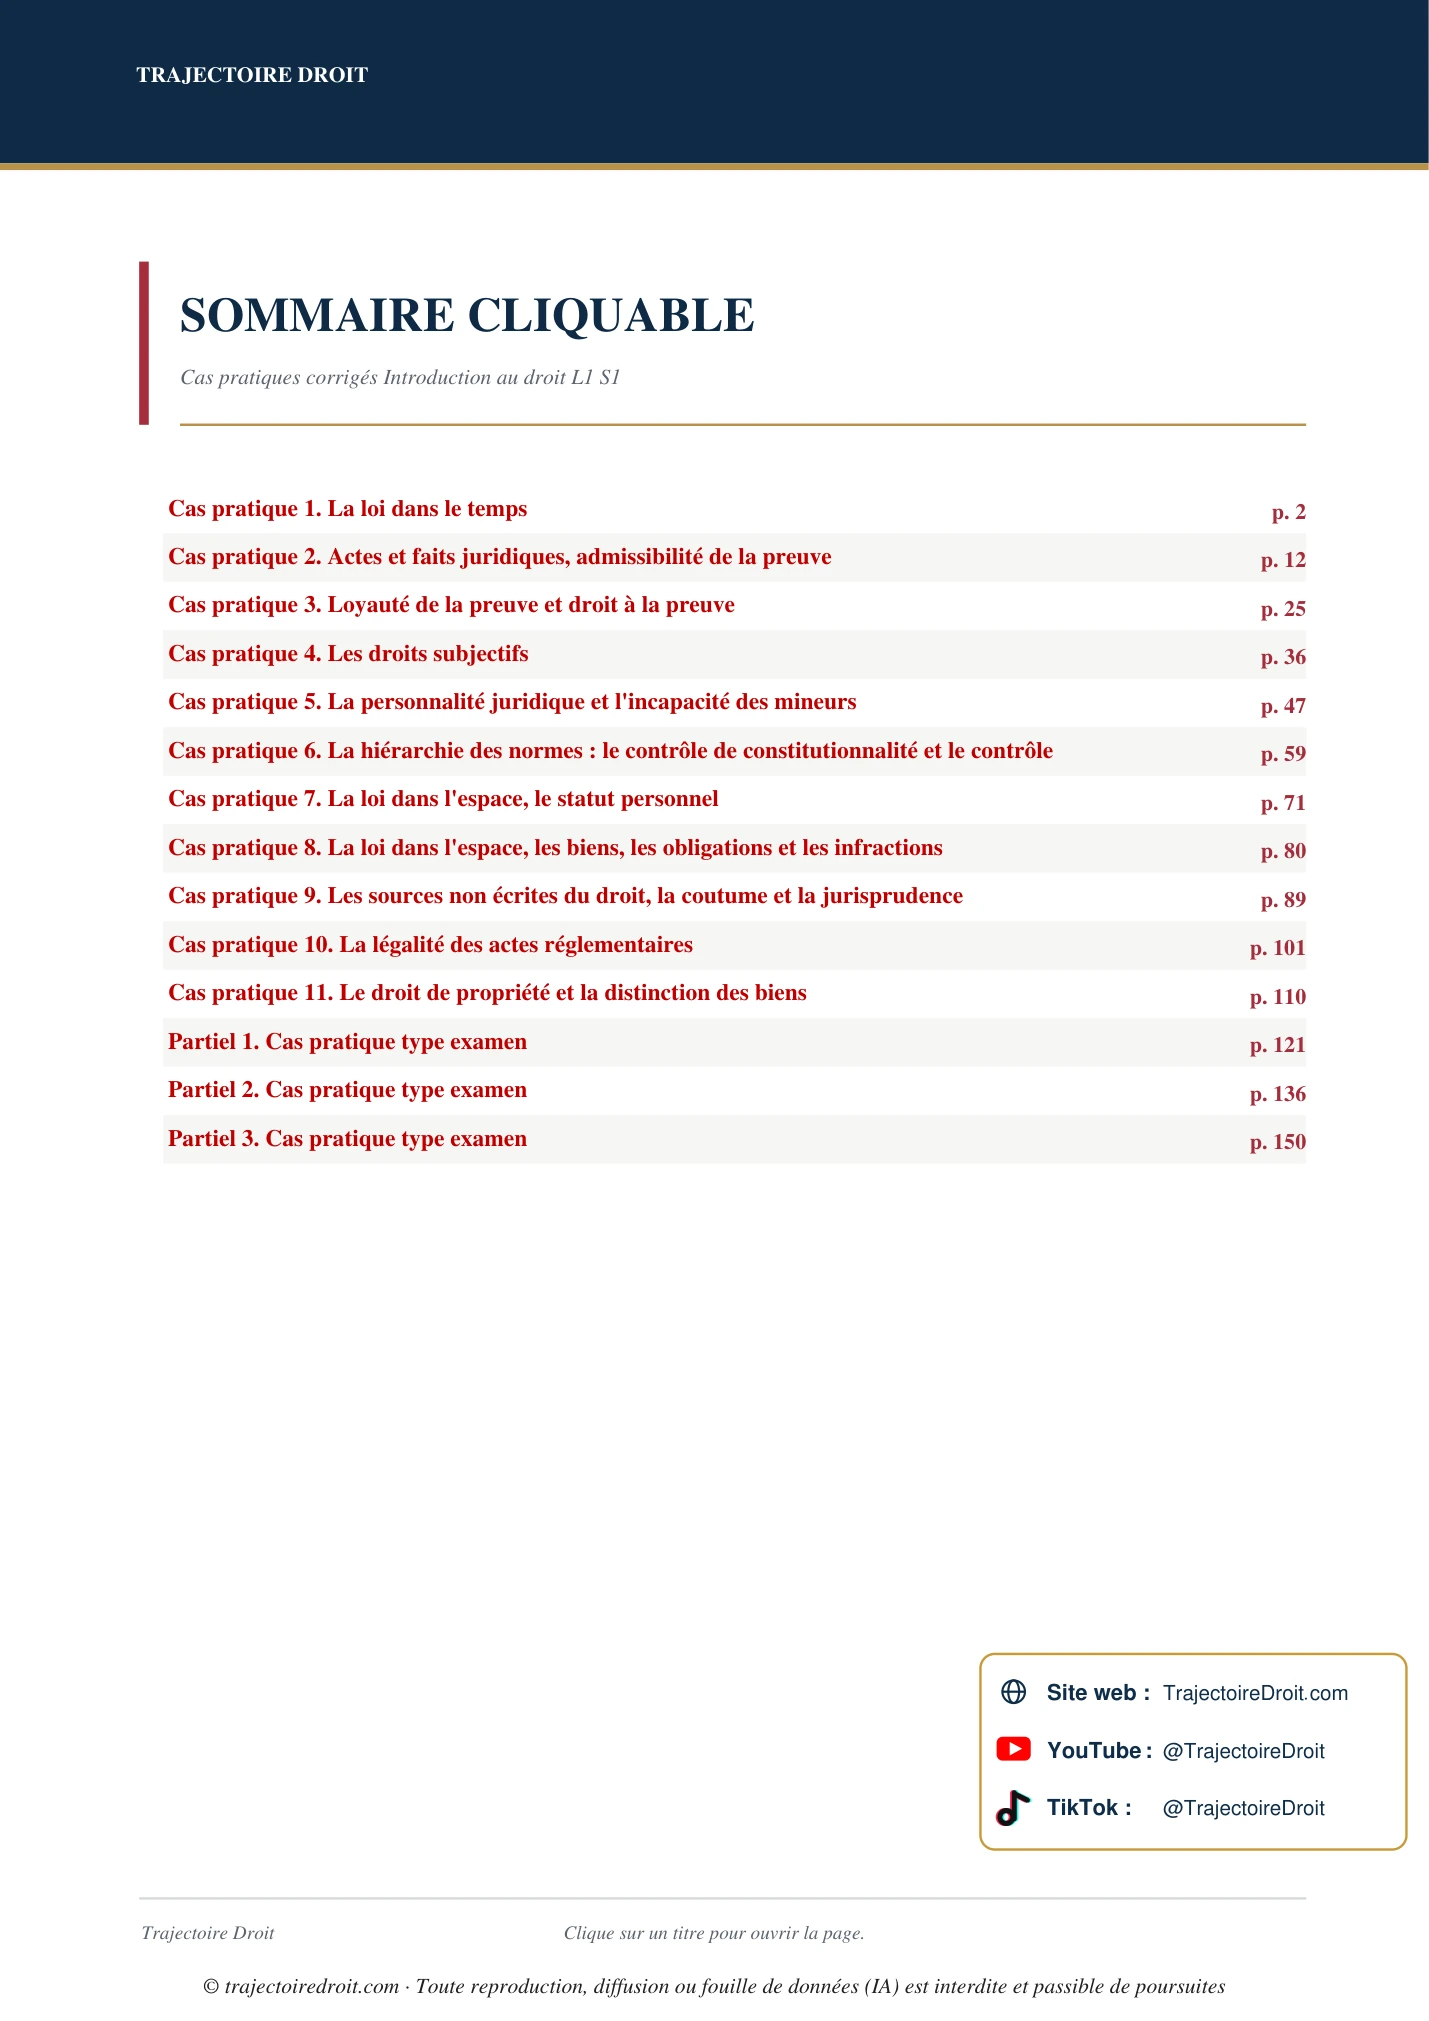 TRAJECTOIRE DROIT
SOMMAIRE CLIQUABLE
Cas pratiques corrigés Introduction au droit L1 S1
Cas pratique 1. La loi dans le temps p. 2
Cas pratique 2. Actes et faits juridiques, admissibilité de la preuve p. 12
Cas pratique 3. Loyauté de la preuve et droit à la preuve p. 25
Cas pratique 4. Les droits subjectifs p. 36
Cas pratique 5. La personnalité juridique et l'incapacité des mineurs p. 47
Cas pratique 6. La hiérarchie des normes : le contrôle de constitutionnalité et le contrôle p. 59
Cas pratique 7. La loi dans l'espace, le statut personnel p. 71
Cas pratique 8. La loi dans l'espace, les biens, les obligations et les infractions p. 80
Cas pratique 9. Les sources non écrites du droit, la coutume et la jurisprudence p. 89
Cas pratique 10. La légalité des actes réglementaires p. 101
Cas pratique 11. Le droit de propriété et la distinction des biens p. 110
Partiel 1. Cas pratique type examen p. 121
Partiel 2. Cas pratique type examen p. 136
Partiel 3. Cas pratique type examen p. 150
Site web : TrajectoireDroit.com
YouTube : @TrajectoireDroit
TikTok : @TrajectoireDroit
Trajectoire Droit Clique sur un titre pour ouvrir la page.
© trajectoiredroit.com · Toute reproduction, diffusion ou fouille de données (IA) est interdite et passible de poursuites